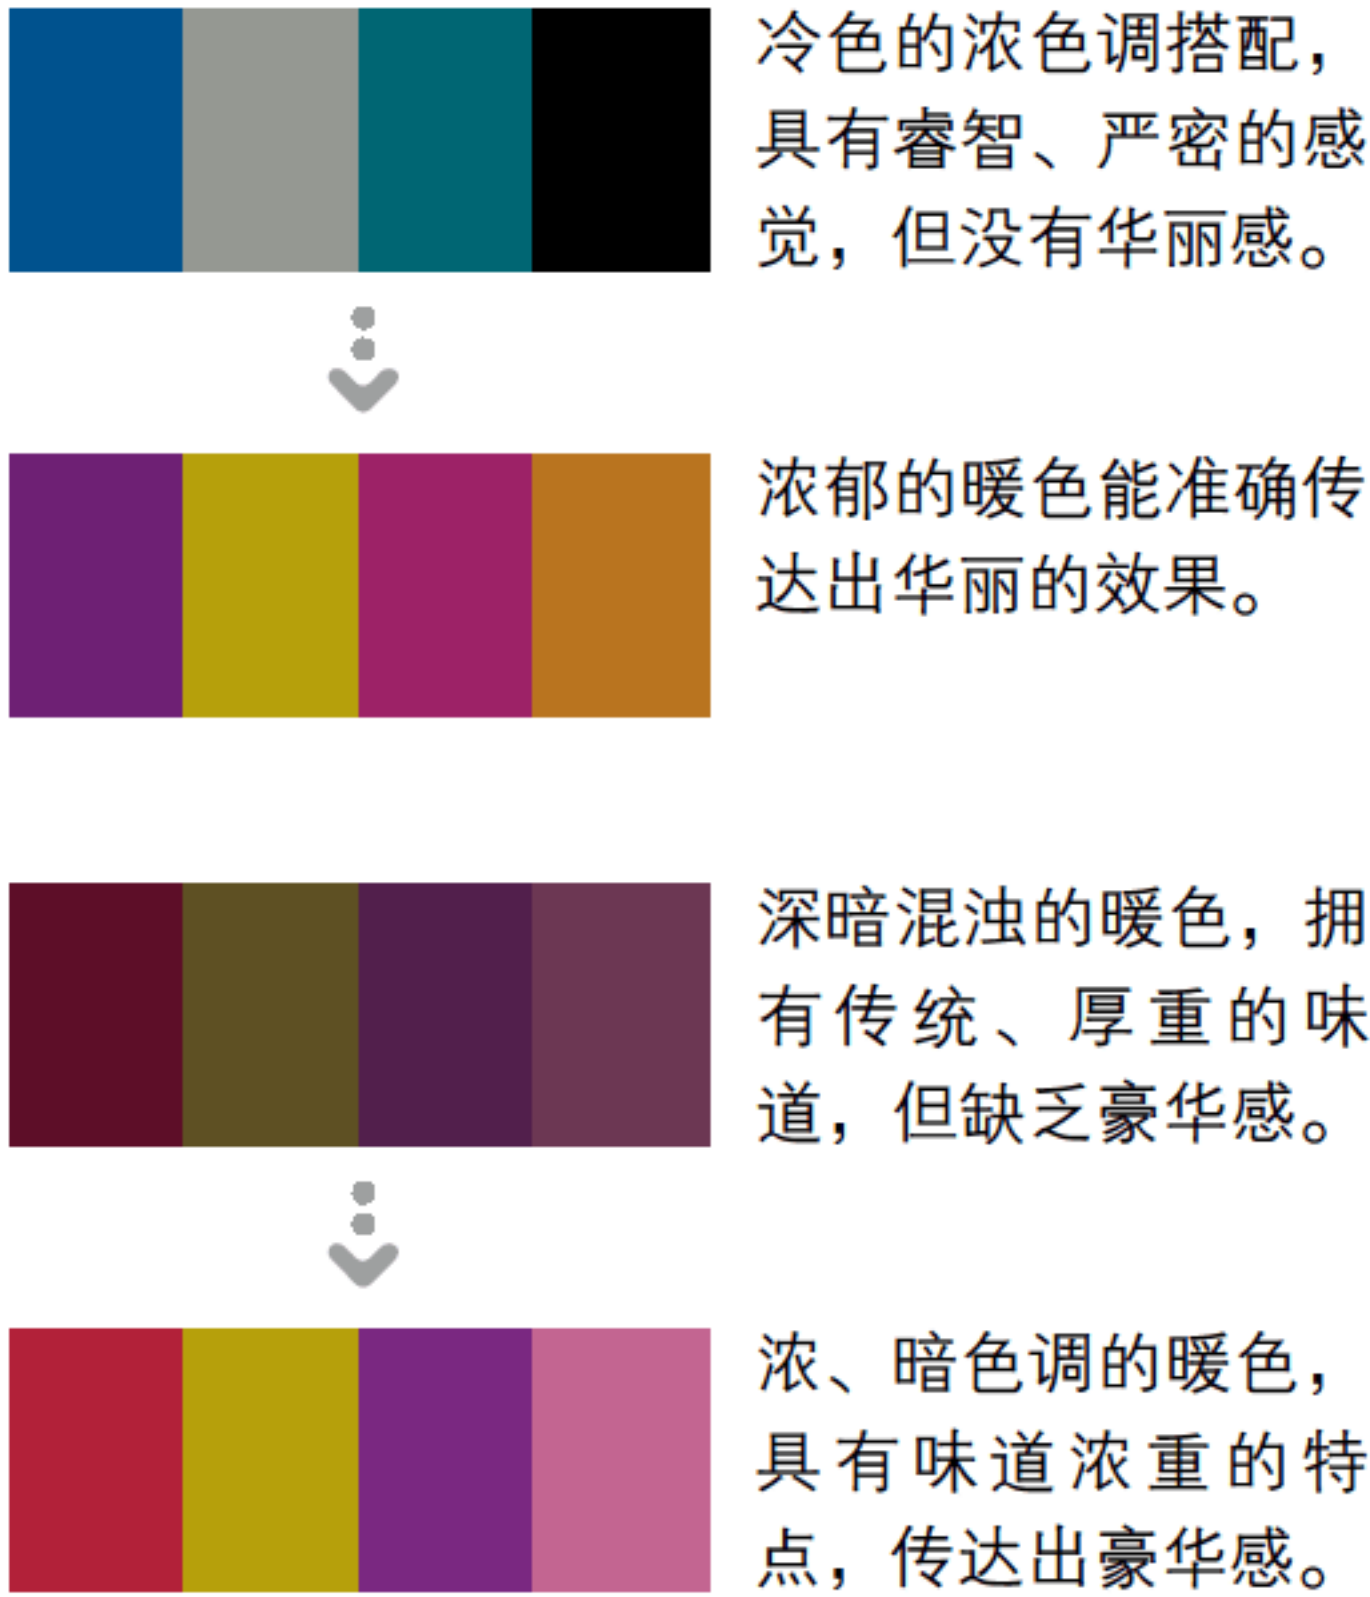 冷色的浓色调搭配，
具有睿智、严密的感
觉，但没有华丽感。
浓郁的暖色能准确传
达出华丽的效果。
深暗混浊的暖色，拥
有传统、厚重的味
道，但缺乏豪华感。
浓、暗色调的暖色，
具有味道浓重的特
点，传达出豪华感。